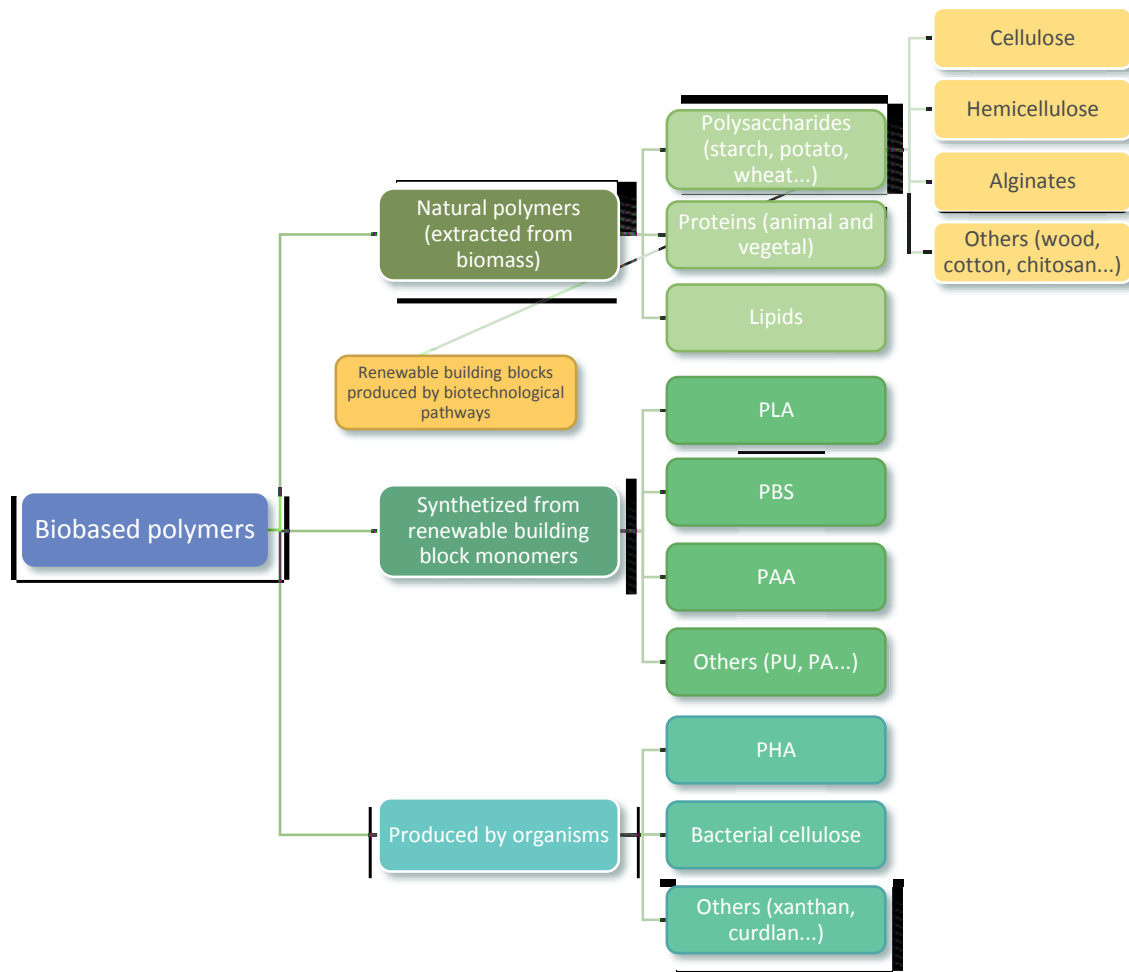 Biobased polymers
Natural polymers
(extracted from
biomass)
Polysaccharides
(starch, potato,
wheat...)
Cellulose
Hemicellulose
Alginates
Others (wood,
cotton, chitosan...)
Proteins (animal and
vegetal)
Lipids
Renewable building blocks
produced by biotechnological
pathways
Synthetized from
renewable building
block monomers
PLA
PBS
PAA
Others (PU, PA...)
Produced by organisms
PHA
Bacterial cellulose
Others (xanthan,
curdlan...)